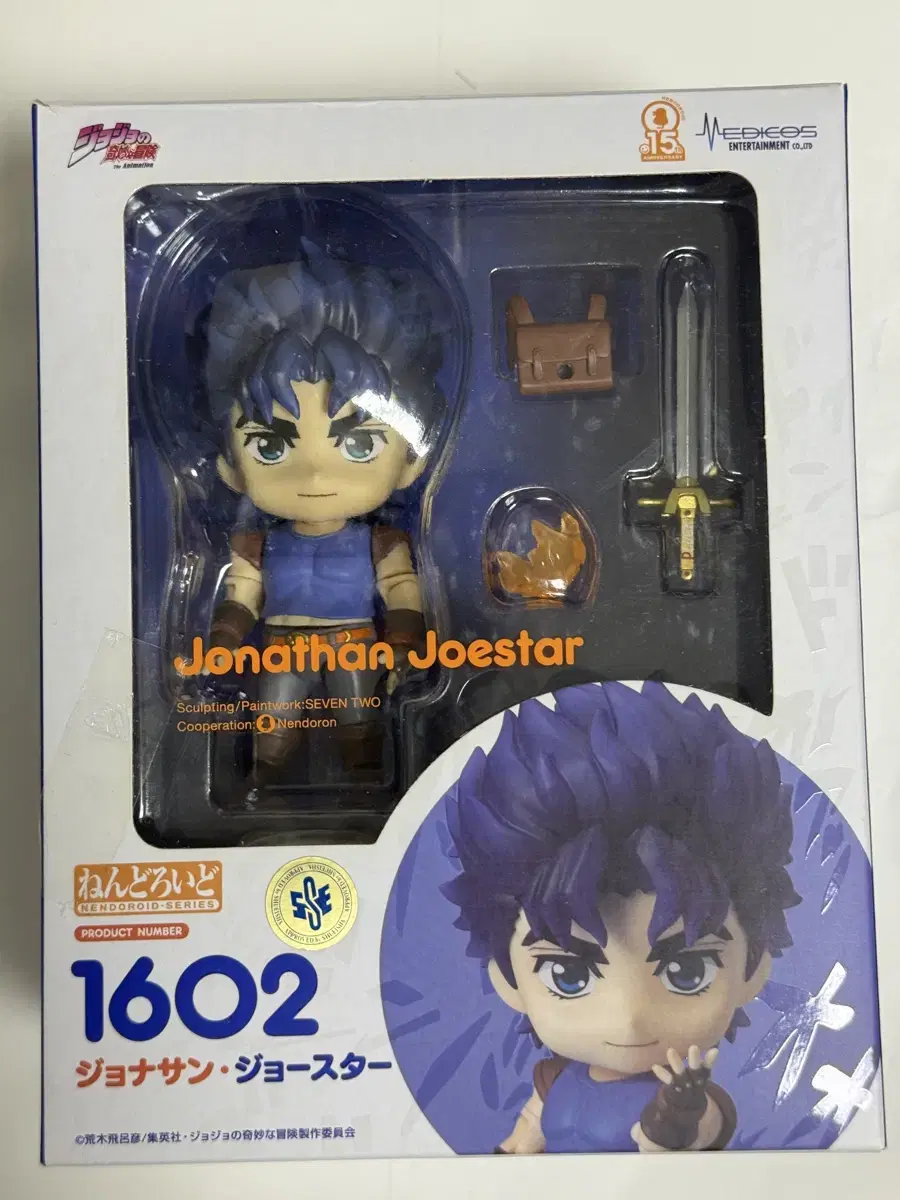 ジョジョの
奇妙な冒険
The Animation
15
ANNIVERSARY
MEDICOS
ENTERTAINMENT CO.,LTD
Jonathan Joestar
Sculpting/Paintwork:SEVEN TWO
Cooperation: Nendoron
ねんどろいど
NENDOROID-SERIES
PRODUCT NUMBER
1602
ジョナサン・ジョースター
©荒木飛呂彦/集英社・ジョジョの奇妙な冒険製作委員会